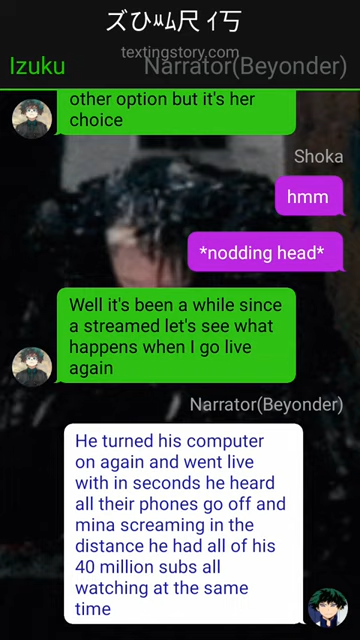 ズひﾑﾑ尺 ｲ丂
textingstory.com
Izuku Narrator(Beyonder)
other option but it's her
choice
Shoka
hmm
*nodding head*
Well it's been a while since
a streamed let's see what
happens when I go live
again
Narrator(Beyonder)
He turned his computer
on again and went live
with in seconds he heard
all their phones go off and
mina screaming in the
distance he had all of his
40 million subs all
watching at the same
time